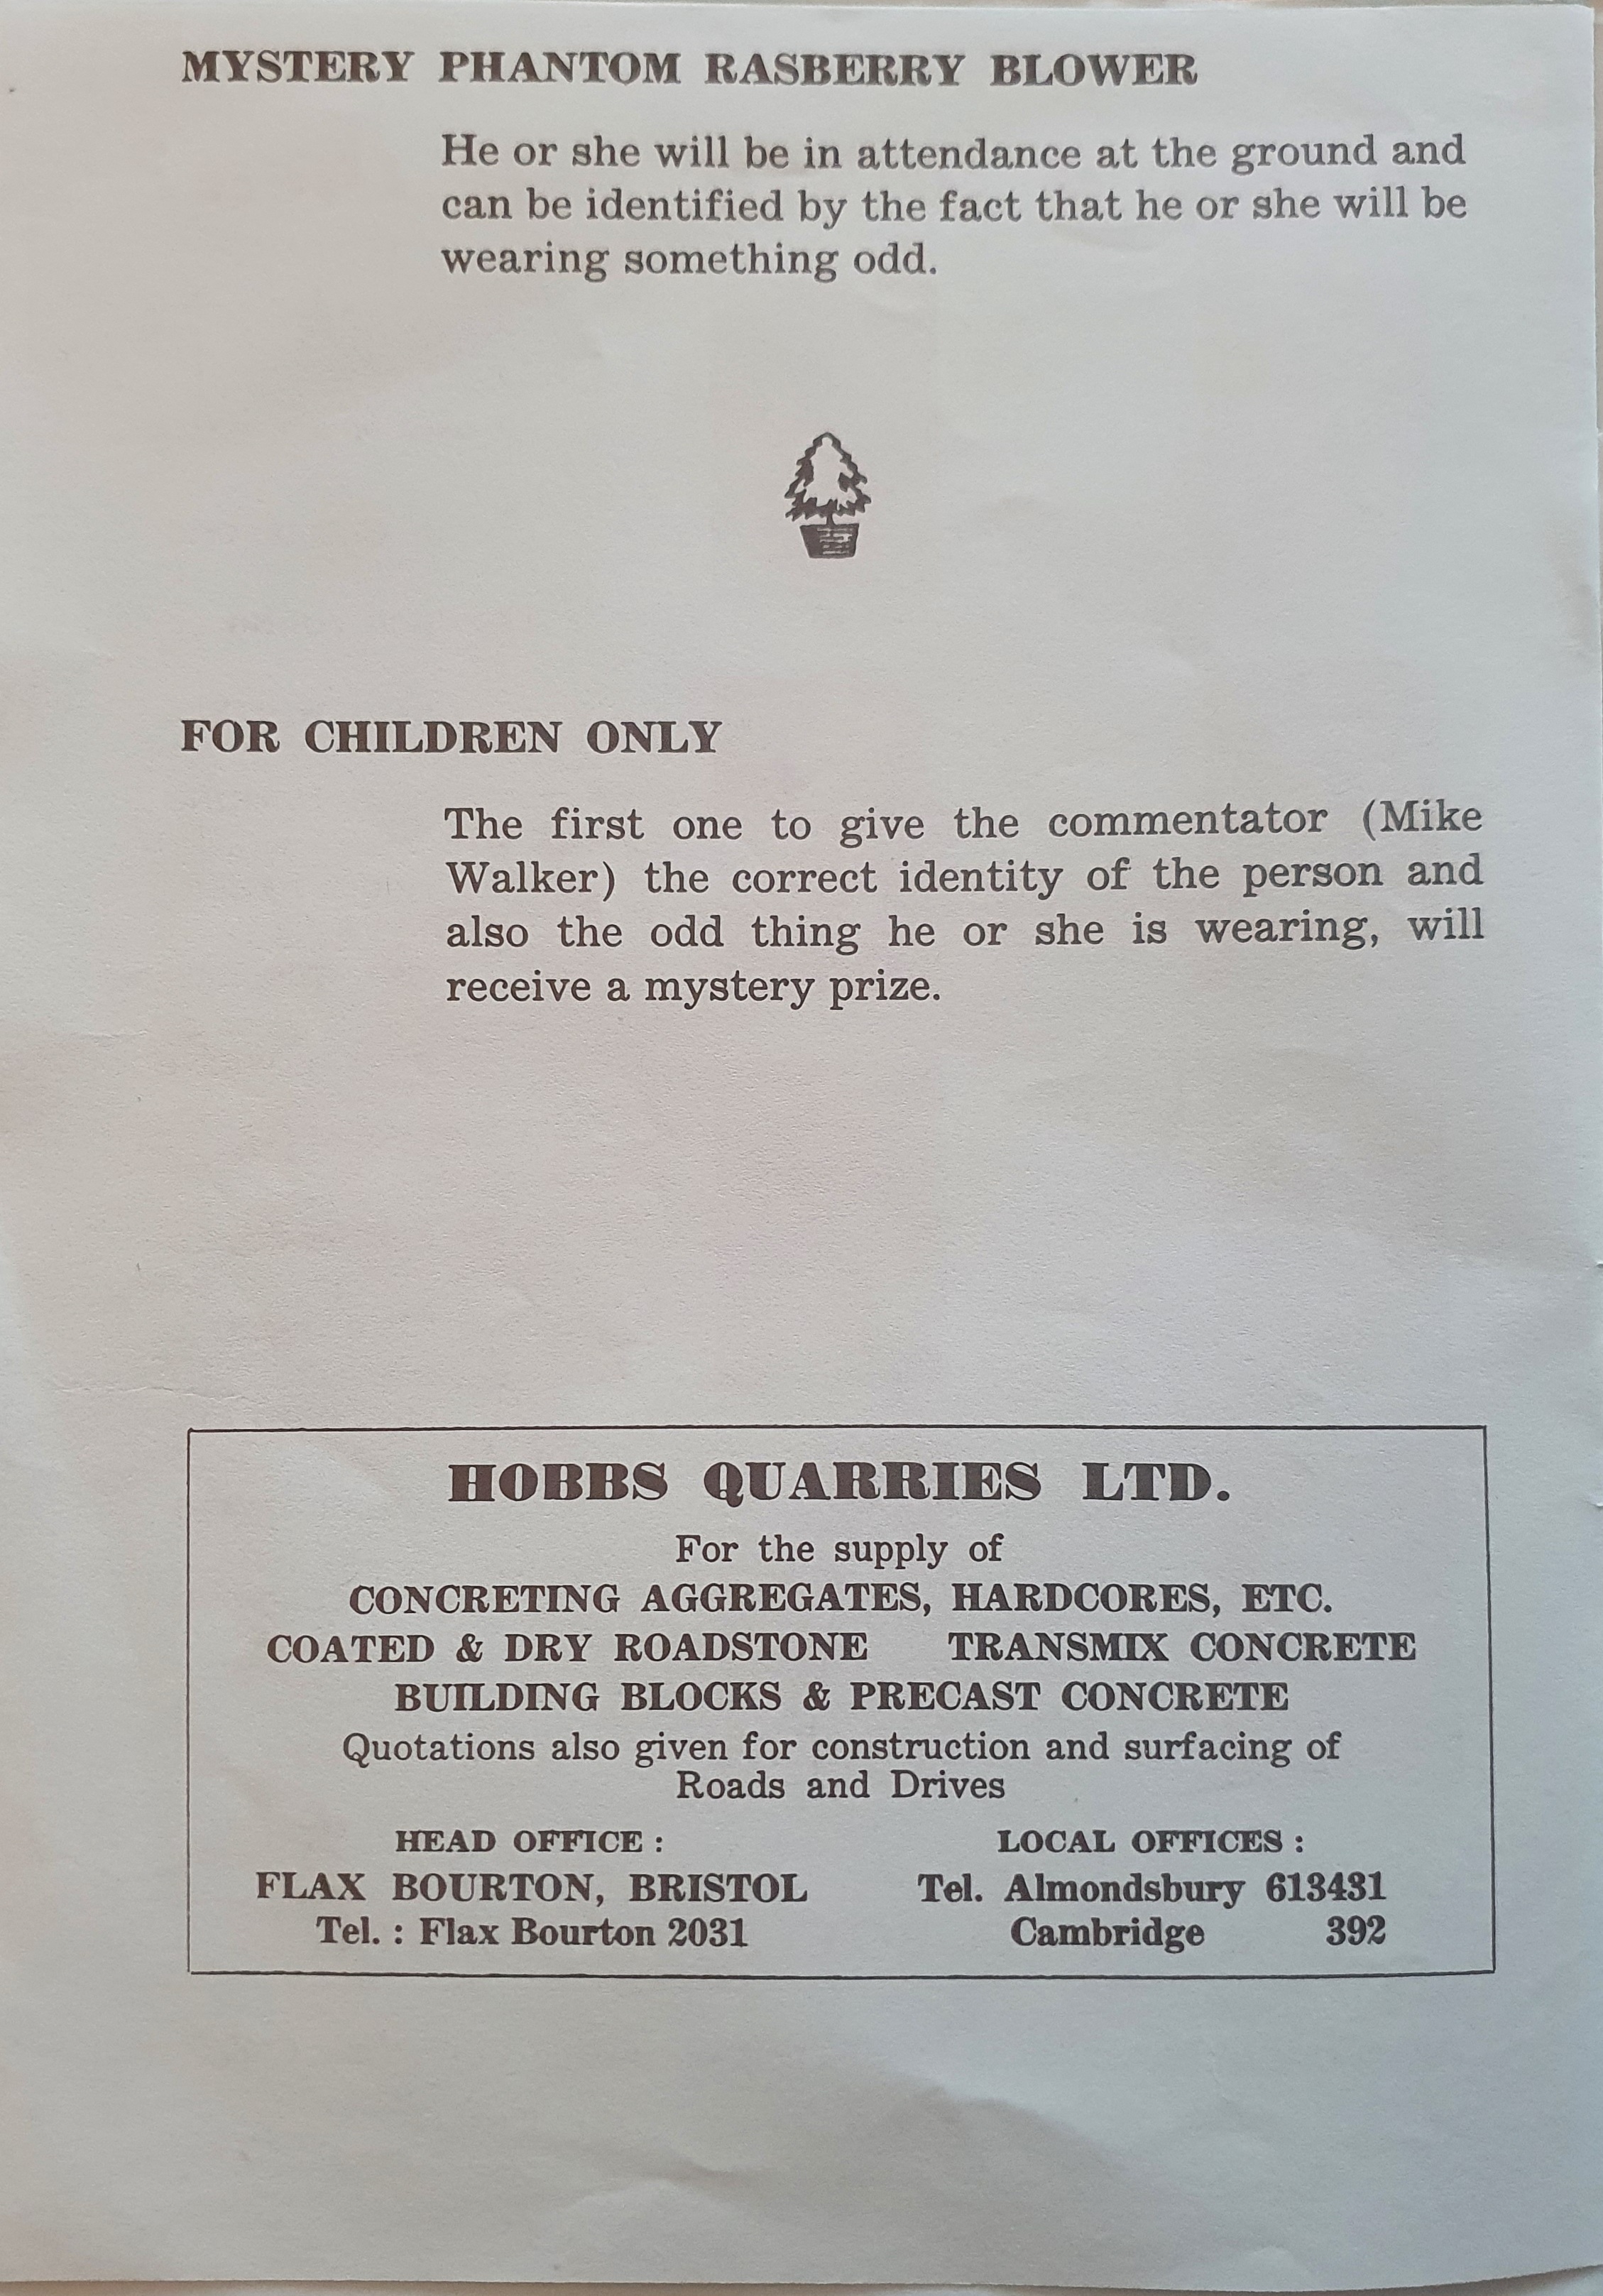 MYSTERY PHANTOM RASBERRY BLOWER
He or she will be in attendance at the ground and
can be identified by the fact that he or she will be
wearing something odd.
FOR CHILDREN ONLY
The first one to give the commentator (Mike
Walker) the correct identity of the person and
also the odd thing he or she is wearing, will
receive a mystery prize.
HOBBS QUARRIES LTD.
For the supply of
CONCRETING AGGREGATES, HARDCORES, ETC.
COATED & DRY ROADSTONE TRANSMIX CONCRETE
BUILDING BLOCKS & PRECAST CONCRETE
Quotations also given for construction and surfacing of
Roads and Drives
HEAD OFFICE :
FLAX BOURTON, BRISTOL
Tel. : Flax Bourton 2031
LOCAL OFFICES :
Tel. Almondsbury 613431
Cambridge 392